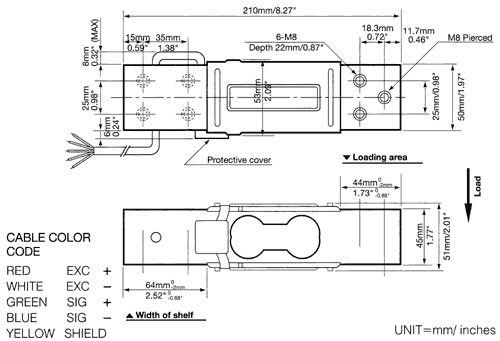 210mm/8.27"
15mm
0.59"
35mm
1.38"
8mm (MAX)
0.32"
6-M8
Depth 22mm/0.87"
18.3mm
0.72"
11.7mm
0.46"
M8 Pierced
25mm
0.98"
53mm
2.09"
25mm/0.98"
50mm/1.97"
6mm
0.24"
Protective cover
▼ Loading area
Load
44mm 0 -2mm
1.73" 0 -0.88"
45mm
1.77"
51mm/2.01"
CABLE COLOR
CODE
RED EXC +
WHITE EXC -
GREEN SIG +
BLUE SIG -
YELLOW SHIELD
64mm 0 -2mm
2.52" 0 -0.88"
▲ Width of shelf
UNIT=mm/ inches